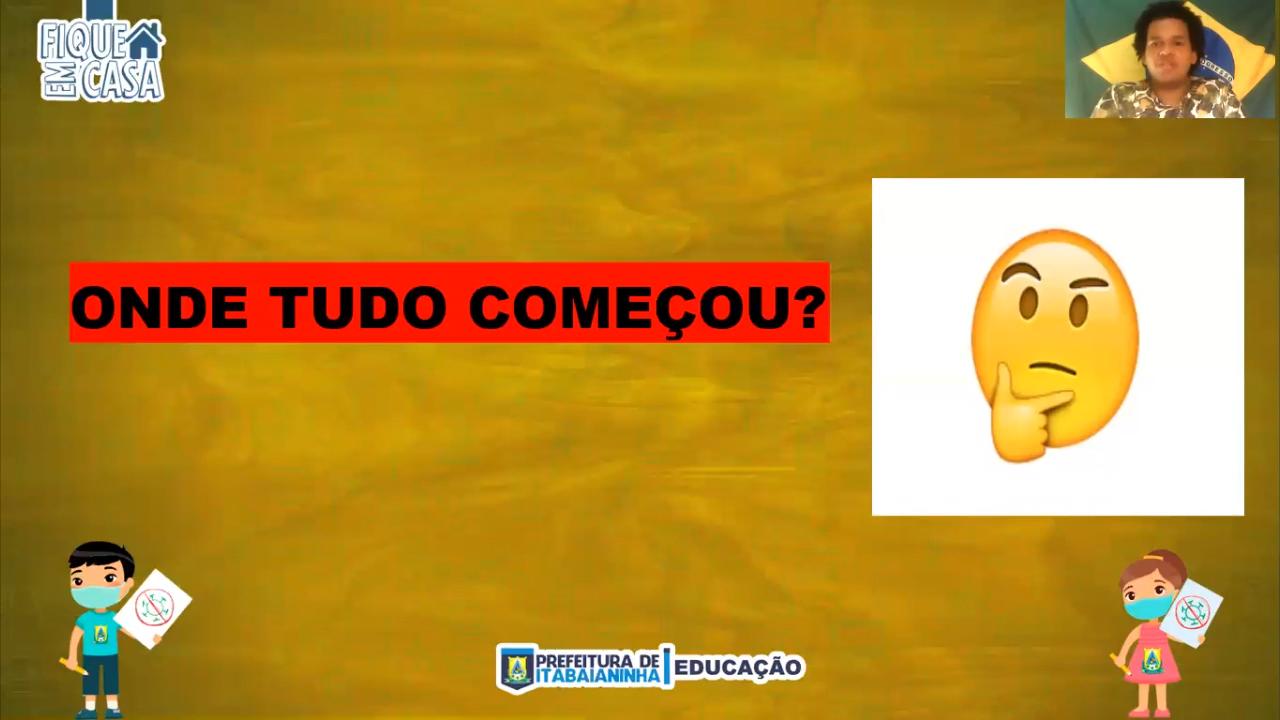 FIQUE
EM CASA
ONDE TUDO COMEÇOU?
PREFEITURA DE
ITABAIANINHA
EDUCAÇÃO